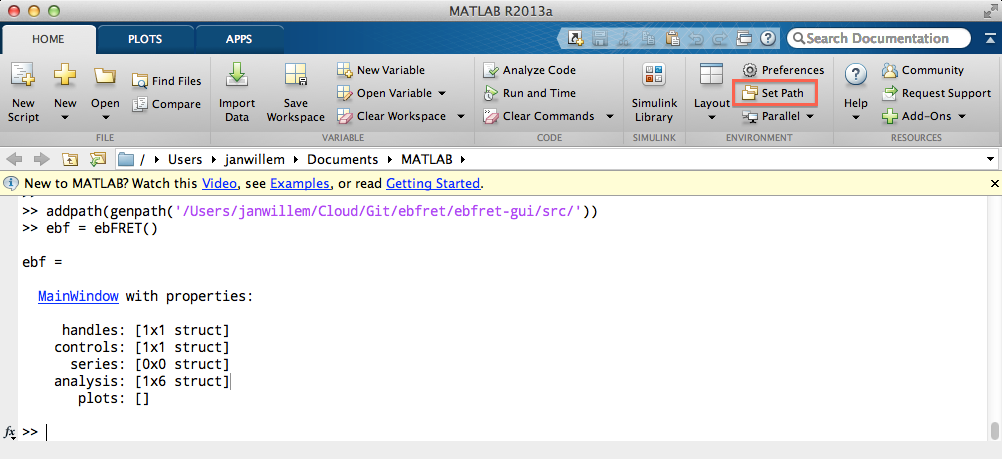 MATLAB R2013a
HOME PLOTS APPS Search Documentation
New Script
New
Open
Find Files
Compare
FILE
Import Data
Save Workspace
New Variable
Open Variable
Clear Workspace
VARIABLE
Analyze Code
Run and Time
Clear Commands
CODE
Simulink Library
SIMULINK
Layout
Preferences
Set Path
Parallel
ENVIRONMENT
Help
Community
Request Support
Add-Ons
RESOURCES
/ Users janwillem Documents MATLAB
New to MATLAB? Watch this Video, see Examples, or read Getting Started.
>> addpath(genpath('/Users/janwillem/Cloud/Git/ebfret/ebfret-gui/src/'))
>> ebf = ebFRET()
ebf =
MainWindow with properties:
handles: [1x1 struct]
controls: [1x1 struct]
series: [0x0 struct]
analysis: [1x6 struct]
plots: []
fx >>